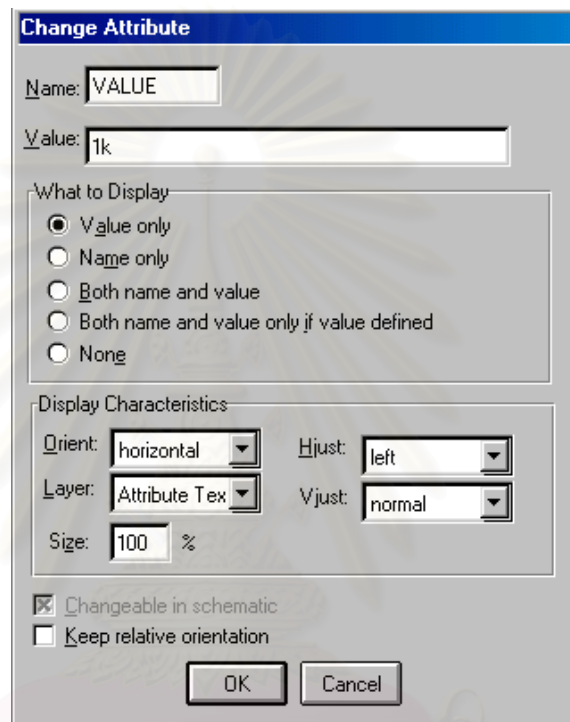 Change Attribute
Name: VALUE
Value: 1k
What to Display
Value only
Name only
Both name and value
Both name and value only if value defined
None
Display Characteristics
Orient: horizontal Hjust: left
Layer: Attribute Tex Vjust: normal
Size: 100 %
Changeable in schematic
Keep relative orientation
OK Cancel